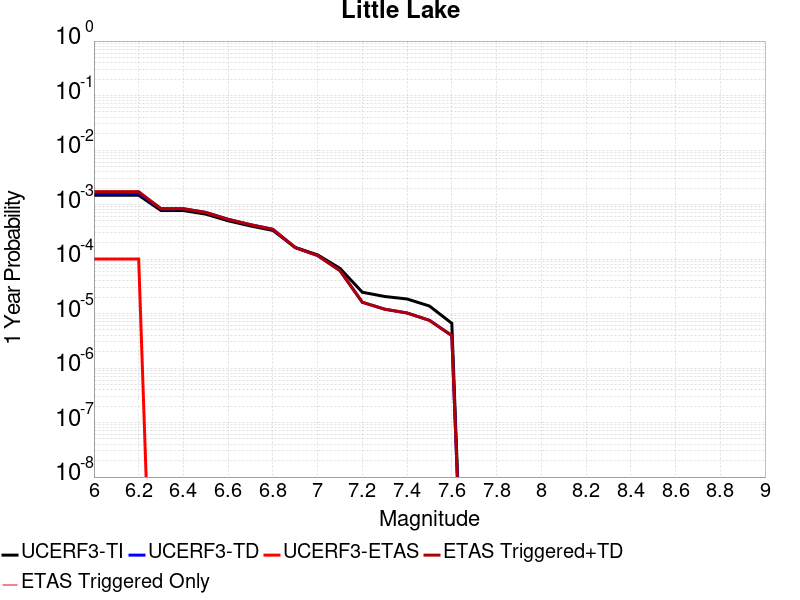 Little Lake
10^0
10^-1
10^-2
10^-3
10^-4
10^-5
10^-6
10^-7
10^-8
1 Year Probability
6 6.2 6.4 6.6 6.8 7 7.2 7.4 7.6 7.8 8 8.2 8.4 8.6 8.8 9
Magnitude
UCERF3-TI UCERF3-TD UCERF3-ETAS ETAS Triggered+TD
ETAS Triggered Only